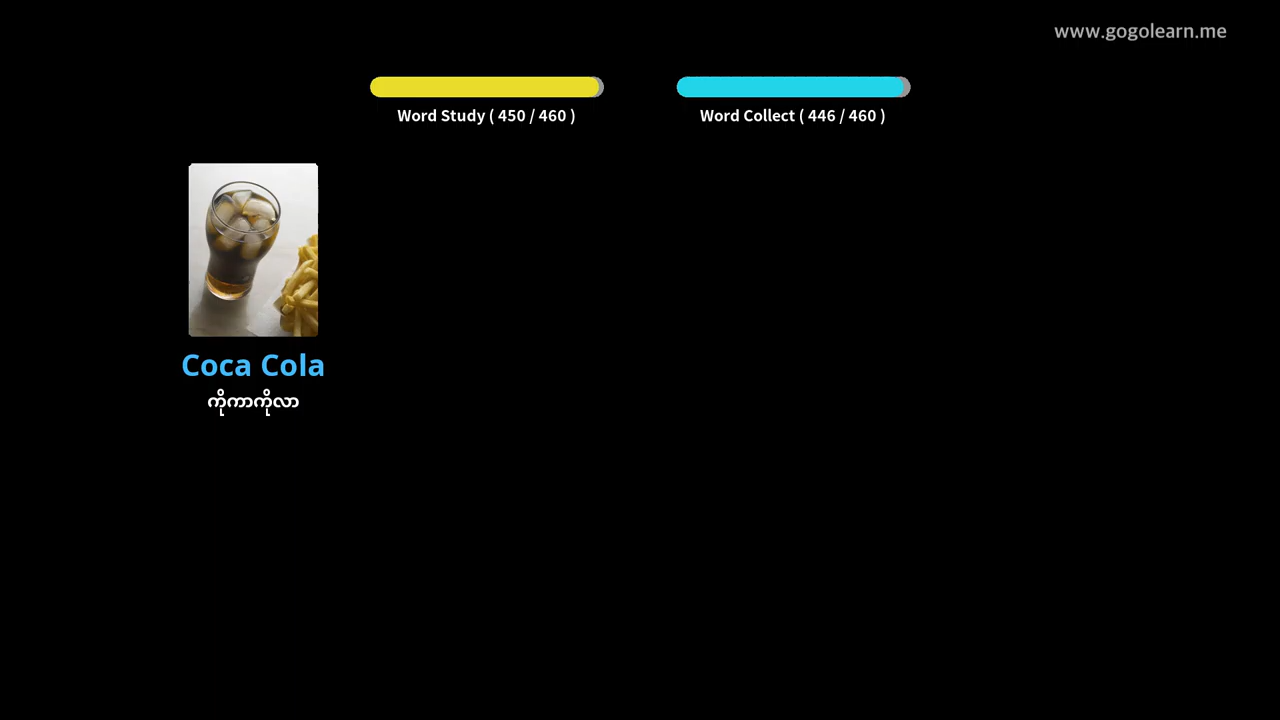 www.gogolearn.me
Word Study ( 450 / 460 )
Word Collect ( 446 / 460 )
Coca Cola
ကိုကာကိုလာ